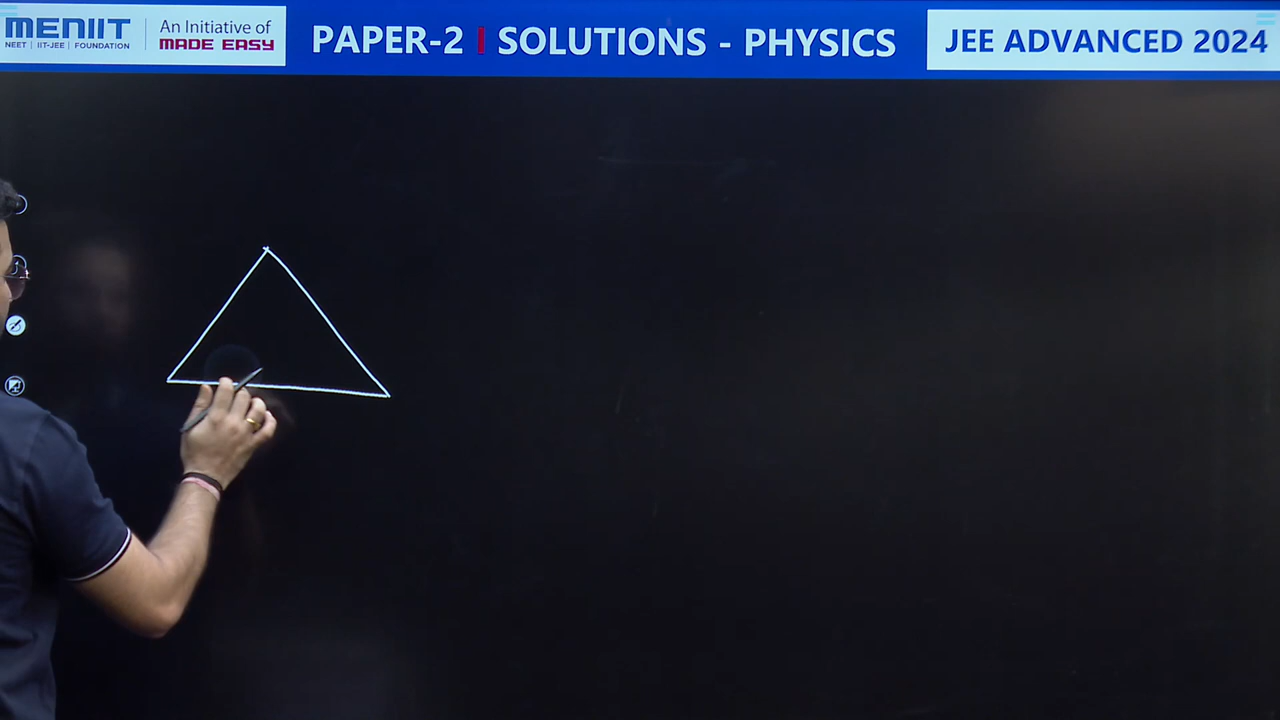 MENIIT
NEET | IIT-JEE | FOUNDATION
An Initiative of
MADE EASY
PAPER-2 | SOLUTIONS - PHYSICS
JEE ADVANCED 2024